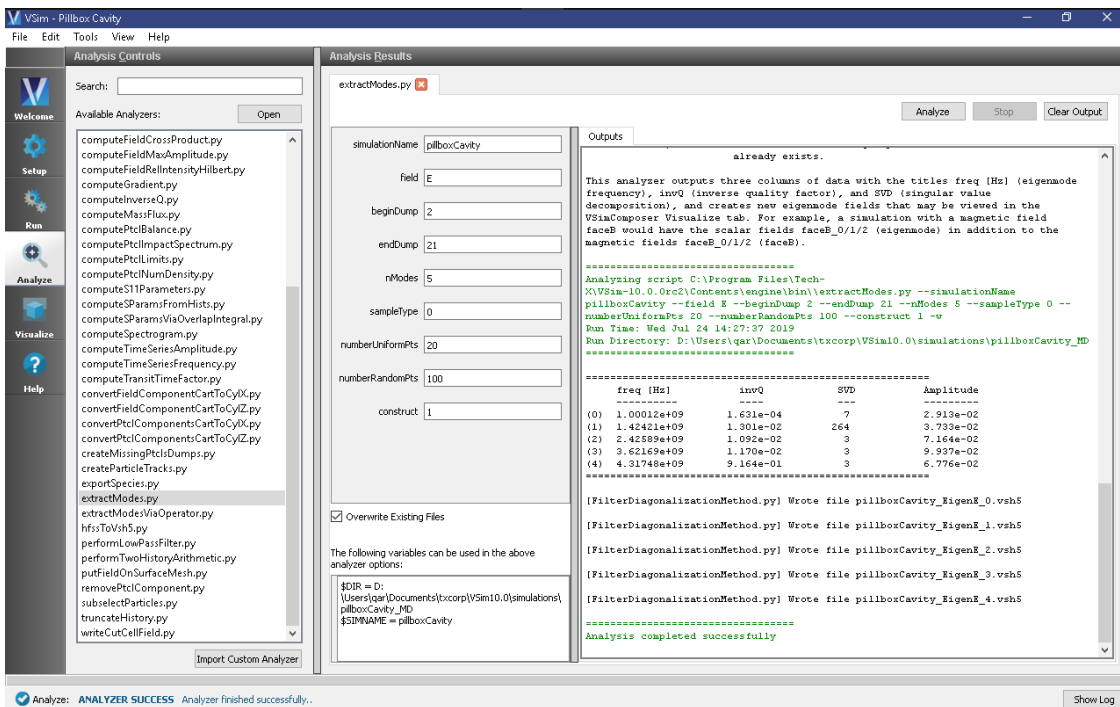 VSim - Pillbox Cavity
File Edit Tools View Help
Analysis Controls
Search:
Available Analyzers: Open
computeFieldCrossProduct.py
computeFieldMaxAmplitude.py
computeFieldRelIntensityHilbert.py
computeGradient.py
computeInverseQ.py
computeMassFlux.py
computePtclBalance.py
computePtclImpactSpectrum.py
computePtclLimits.py
computePtclNumDensity.py
computeS11Parameters.py
computeSParamsFromHists.py
computeSParamsViaOverlapIntegral.py
computeSpectrogram.py
computeTimeSeriesAmplitude.py
computeTimeSeriesFrequency.py
computeTransitTimeFactor.py
convertFieldComponentCartToCylX.py
convertFieldComponentCartToCylZ.py
convertPtclComponentsCartToCylX.py
convertPtclComponentsCartToCylZ.py
createMissingPtclsDumps.py
createParticleTracks.py
exportSpecies.py
extractModes.py
extractModesViaOperator.py
hfssToVsh5.py
performLowPassFilter.py
performTwoHistoryArithmetic.py
putFieldOnSurfaceMesh.py
removePtclComponent.py
subselectParticles.py
truncateHistory.py
writeCutCellField.py
Import Custom Analyzer
Welcome
Setup
Run
Analyze
Visualize
Help
Analysis Results
extractModes.py
Analyze Stop Clear Output
simulationName pillboxCavity
field E
beginDump 2
endDump 21
nModes 5
sampleType 0
numberUniformPts 20
numberRandomPts 100
construct 1
Overwrite Existing Files
The following variables can be used in the above
analyzer options:
$DIR = D:
\Users\qar\Documents\txcorp\VSim10.0\simulations\
pillboxCavity_MD
$SIMNAME = pillboxCavity
Outputs
already exists.
This analyzer outputs three columns of data with the titles freq [Hz] (eigenmode
frequency), invQ (inverse quality factor), and SVD (singular value
decomposition), and creates new eigenmode fields that may be viewed in the
VSimComposer Visualize tab. For example, a simulation with a magnetic field
faceB would have the scalar fields faceB_0/1/2 (eigenmode) in addition to the
magnetic fields faceB_0/1/2 (faceB).
================================
Analyzing script C:\Program Files\Tech-
X\VSim-10.0.0rc2\Contents\engine\bin\\extractModes.py --simulationName
pillboxCavity --field E --beginDump 2 --endDump 21 --nModes 5 --sampleType 0 --
numberUniformPts 20 --numberRandomPts 100 --construct 1 -w
Run Time: Wed Jul 24 14:27:37 2019
Run Directory: D:\Users\qar\Documents\txcorp\VSim10.0\simulations\pillboxCavity_MD
================================
=====================================================
freq [Hz] invQ SVD Amplitude
---------- ---- --- ---------
(0) 1.00012e+09 1.631e-04 7 2.913e-02
(1) 1.42421e+09 1.301e-02 264 3.733e-02
(2) 2.42589e+09 1.092e-02 3 7.164e-02
(3) 3.62169e+09 1.170e-02 3 9.937e-02
(4) 4.31748e+09 9.164e-01 3 6.776e-02
=====================================================
[FilterDiagonalizationMethod.py] Wrote file pillboxCavity_EigenE_0.vsh5
[FilterDiagonalizationMethod.py] Wrote file pillboxCavity_EigenE_1.vsh5
[FilterDiagonalizationMethod.py] Wrote file pillboxCavity_EigenE_2.vsh5
[FilterDiagonalizationMethod.py] Wrote file pillboxCavity_EigenE_3.vsh5
[FilterDiagonalizationMethod.py] Wrote file pillboxCavity_EigenE_4.vsh5
================================
Analysis completed successfully
Analyze: ANALYZER SUCCESS Analyzer finished successfully..
Show Log